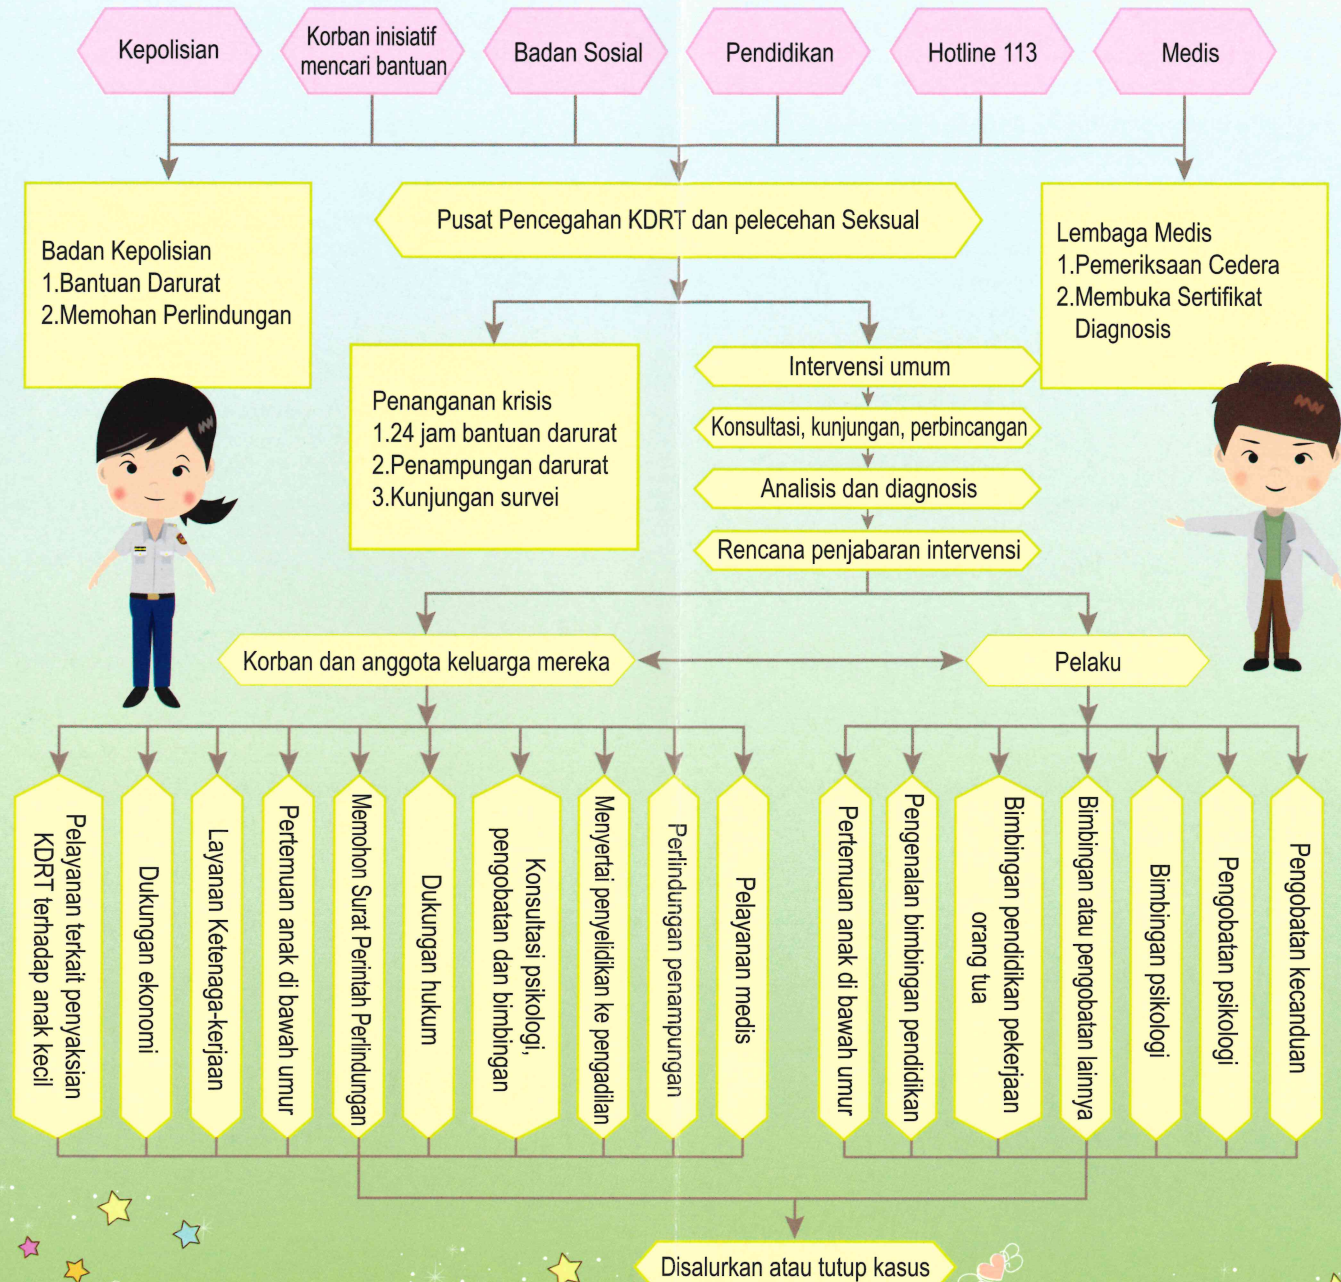 Kepolisian
Korban inisiatif
mencari bantuan
Badan Sosial
Pendidikan
Hotline 113
Medis
Badan Kepolisian
1.Bantuan Darurat
2.Memohan Perlindungan
Pusat Pencegahan KDRT dan pelecehan Seksual
Lembaga Medis
1.Pemeriksaan Cedera
2.Membuka Sertifikat
Diagnosis
Penanganan krisis
1.24 jam bantuan darurat
2.Penampungan darurat
3.Kunjungan survei
Intervensi umum
Konsultasi, kunjungan, perbincangan
Analisis dan diagnosis
Rencana penjabaran intervensi
Korban dan anggota keluarga mereka
Pelaku
Pelayanan terkait penyaksian
KDRT terhadap anak kecil
Dukungan ekonomi
Layanan Ketenaga-kerjaan
Pertemuan anak di bawah umur
Memohon Surat Perintah Perlindungan
Dukungan hukum
Konsultasi psikologi,
pengobatan dan bimbingan
Menyertai penyelidikan ke pengadilan
Perlindungan penampungan
Pelayanan medis
Pertemuan anak di bawah umur
Pengenalan bimbingan pendidikan
Bimbingan pendidikan pekerjaan
orang tua
Bimbingan atau pengobatan lainnya
Bimbingan psikologi
Pengobatan psikologi
Pengobatan kecanduan
Disalurkan atau tutup kasus